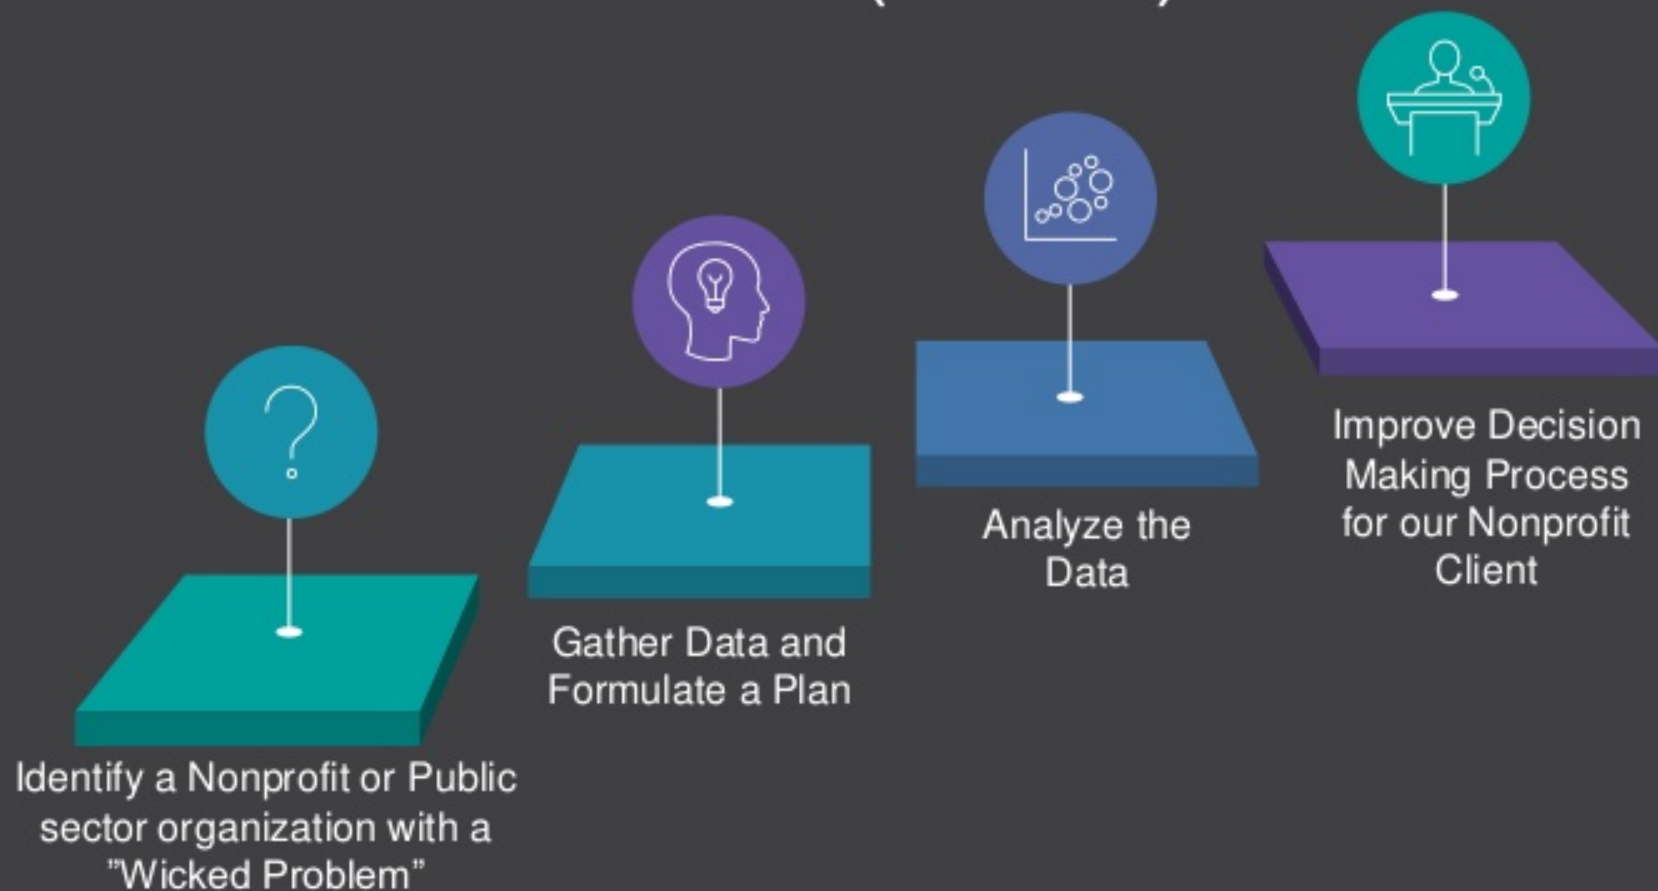 Identify a Nonprofit or Public
sector organization with a
”Wicked Problem”
Gather Data and
Formulate a Plan
Analyze the
Data
Improve Decision
Making Process
for our Nonprofit
Client